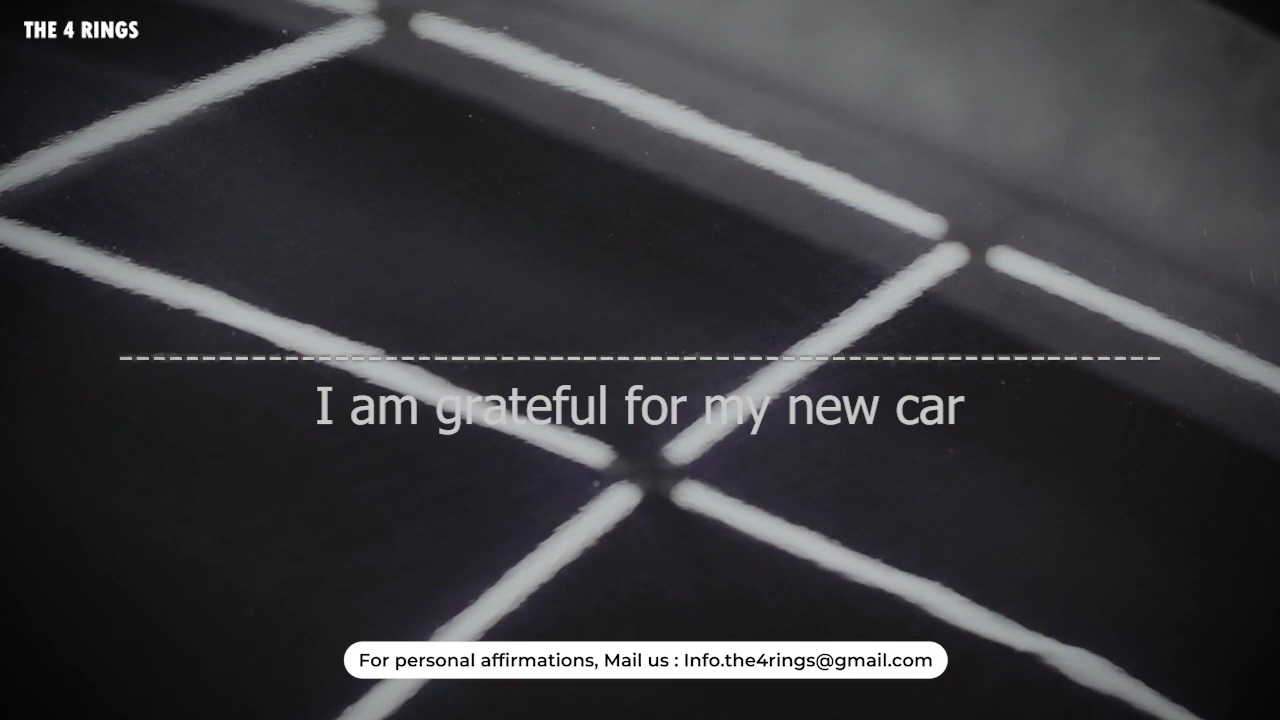 THE 4 RINGS
I am grateful for my new car
For personal affirmations, Mail us : Info.the4rings@gmail.com